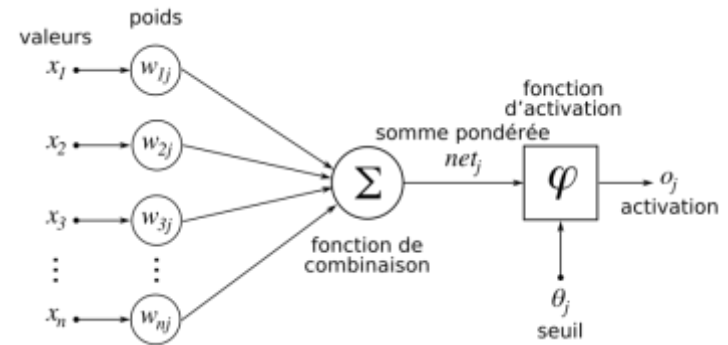 poids
valeurs
x₁ w₁ⱼ
fonction
d'activation
x₂ w₂ⱼ
somme pondérée
netⱼ
Σ φ oⱼ
activation
x₃ w₃ⱼ
fonction de
combinaison
⋮ ⋮
θⱼ
seuil
xₙ wₙⱼ